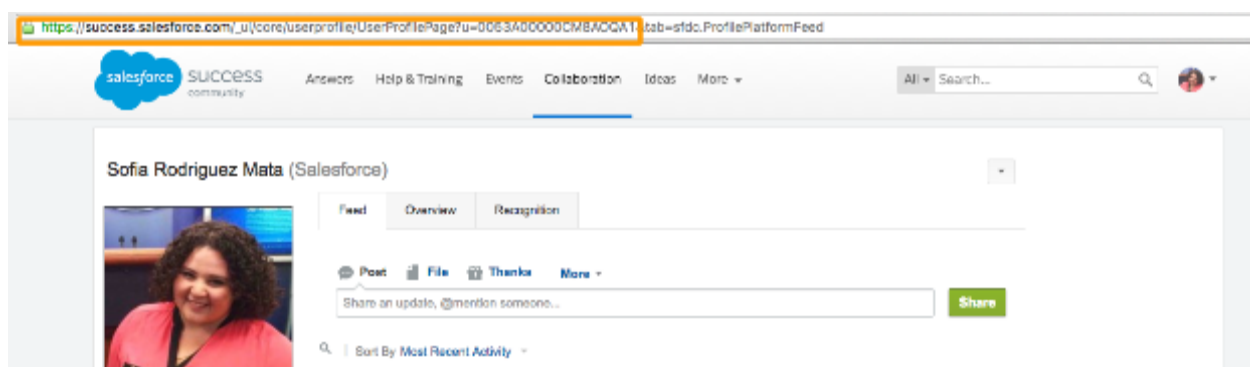 https://success.salesforce.com/_ui/core/userprofile/UserProfilePage?u=&tab=sfdc.ProfilePlatformFeed
salesforce success community Answers Help & Training Events Collaboration Ideas More All Search...
Sofia Rodriguez Mata (Salesforce)
Feed Overview Recognition
Post File Thanks More
Share an update, @mention someone... Share
Sort By Most Recent Activity